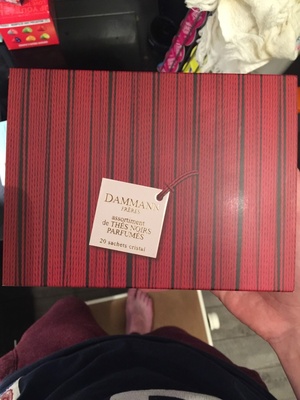 DAMMANN
FRÈRES
assortiment
de THÉS NOIRS
PARFUMÉS
20 sachets cristal